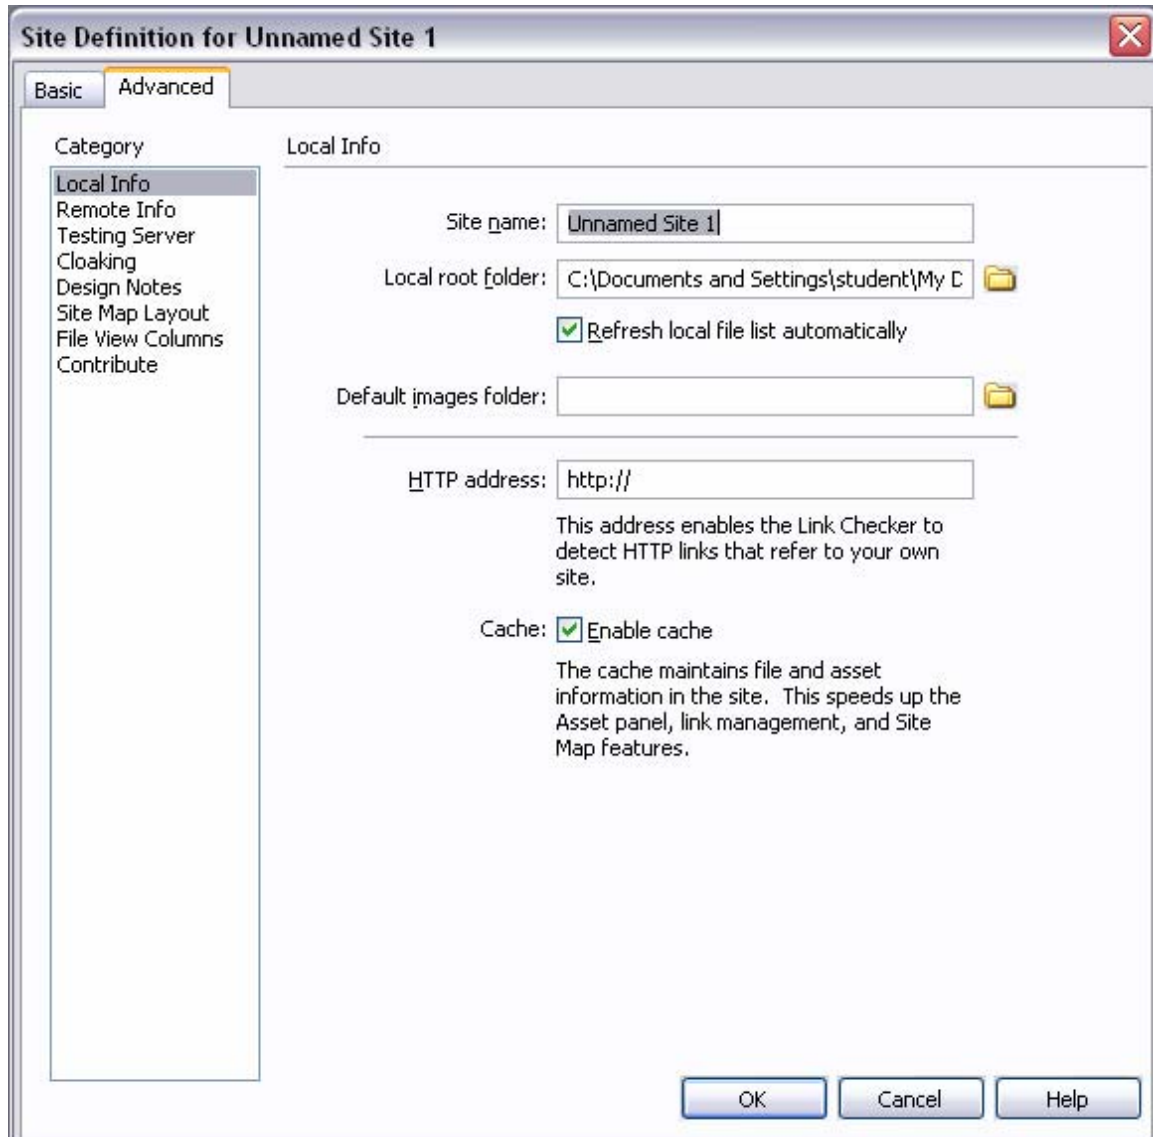 Site Definition for Unnamed Site 1
Basic
Advanced
Category
Local Info
Remote Info
Testing Server
Cloaking
Design Notes
Site Map Layout
File View Columns
Contribute
Local Info
Site name:
Unnamed Site 1
Local root folder:
C:\Documents and Settings\student\My D
Refresh local file list automatically
Default images folder:
HTTP address:
http://
This address enables the Link Checker to
detect HTTP links that refer to your own
site.
Cache:
Enable cache
The cache maintains file and asset
information in the site.  This speeds up the
Asset panel, link management, and Site
Map features.
OK
Cancel
Help